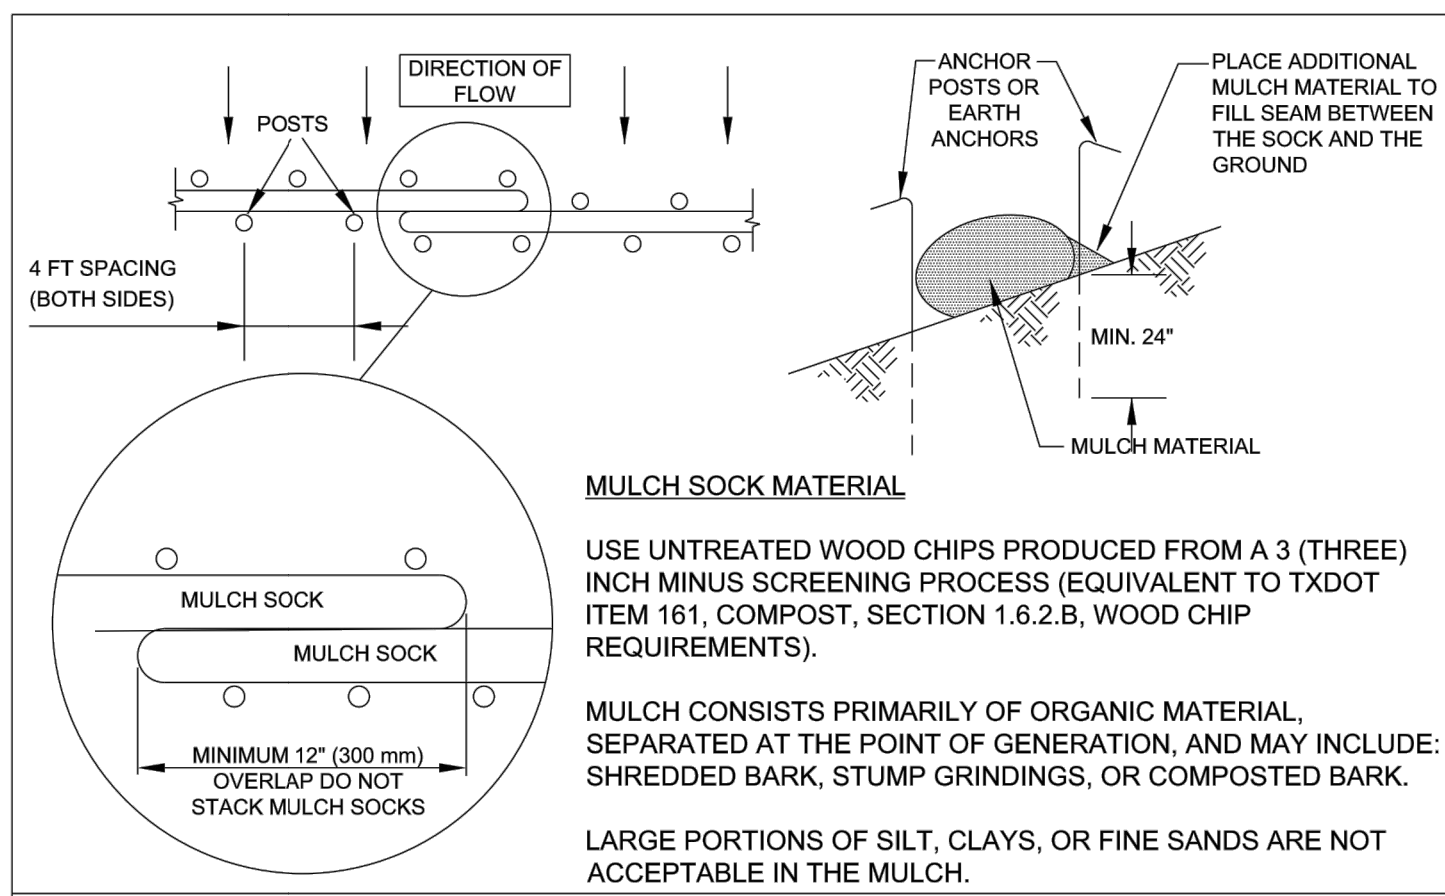 DIRECTION OF
FLOW
POSTS
4 FT SPACING
(BOTH SIDES)
ANCHOR
POSTS OR
EARTH
ANCHORS
PLACE ADDITIONAL
MULCH MATERIAL TO
FILL SEAM BETWEEN
THE SOCK AND THE
GROUND
MIN. 24"
MULCH MATERIAL
MULCH SOCK
MULCH SOCK
MINIMUM 12" (300 mm)
OVERLAP DO NOT
STACK MULCH SOCKS
MULCH SOCK MATERIAL
USE UNTREATED WOOD CHIPS PRODUCED FROM A 3 (THREE)
INCH MINUS SCREENING PROCESS (EQUIVALENT TO TXDOT
ITEM 161, COMPOST, SECTION 1.6.2.B, WOOD CHIP
REQUIREMENTS).
MULCH CONSISTS PRIMARILY OF ORGANIC MATERIAL,
SEPARATED AT THE POINT OF GENERATION, AND MAY INCLUDE:
SHREDDED BARK, STUMP GRINDINGS, OR COMPOSTED BARK.
LARGE PORTIONS OF SILT, CLAYS, OR FINE SANDS ARE NOT
ACCEPTABLE IN THE MULCH.